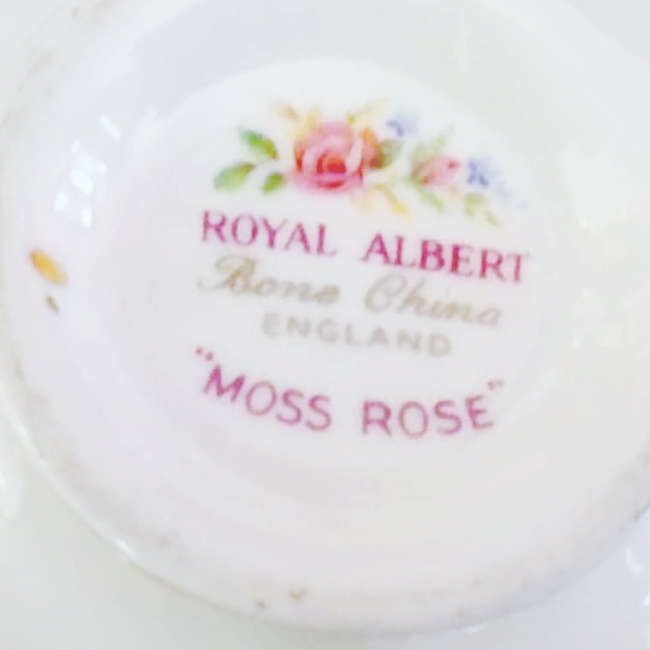 ROYAL ALBERT
Bone China
ENGLAND
"MOSS ROSE"